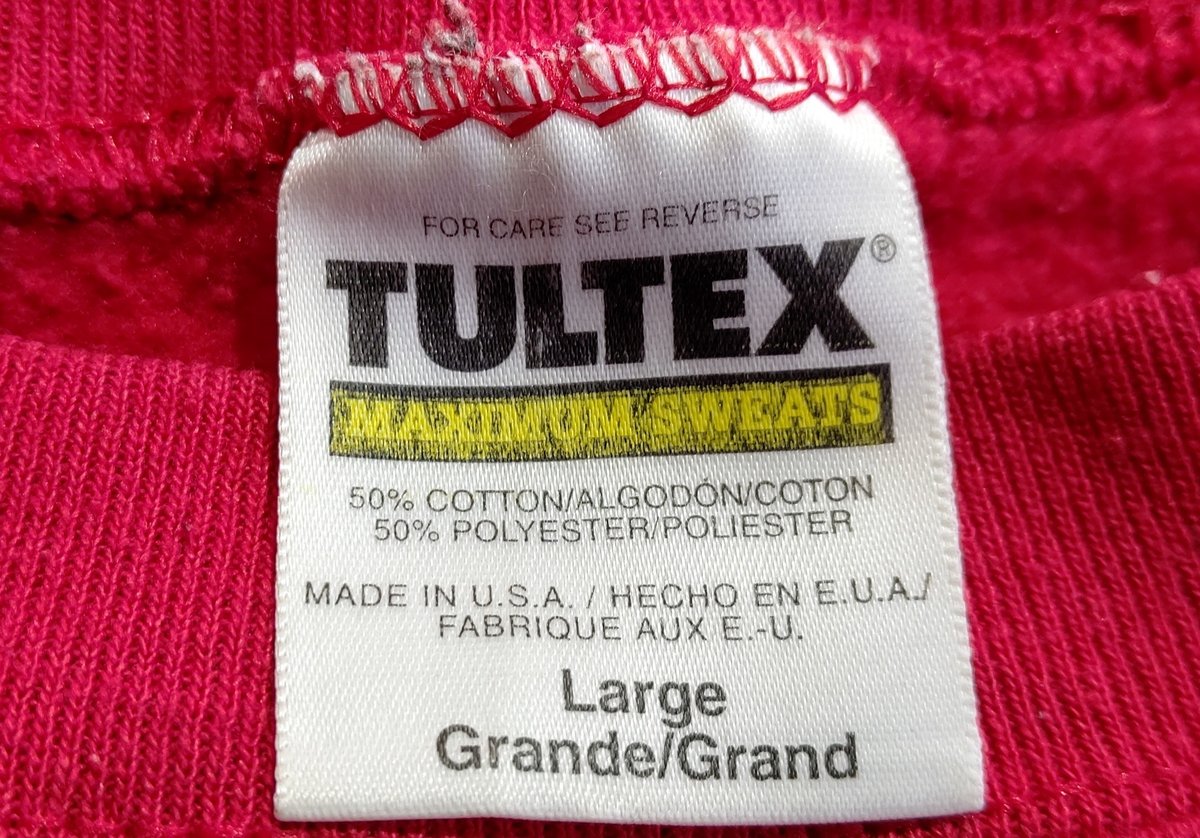 FOR CARE SEE REVERSE
TULTEX®
MAXIMUM SWEATS
50% COTTON/ALGODÓN/COTON
50% POLYESTER/POLIESTER
MADE IN U.S.A. / HECHO EN E.U.A./
FABRIQUE AUX E.-U.
Large
Grande/Grand